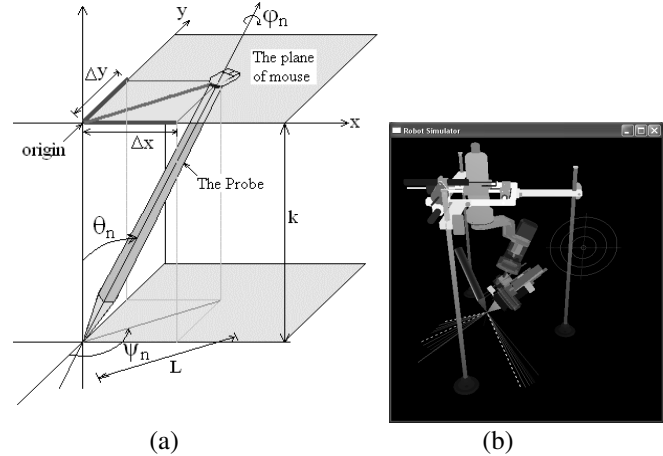 y
φn
The plane
of mouse
Δy
x
origin
Δx
The Probe
k
θn
ψn
L
(a)
Robot Simulator
(b)